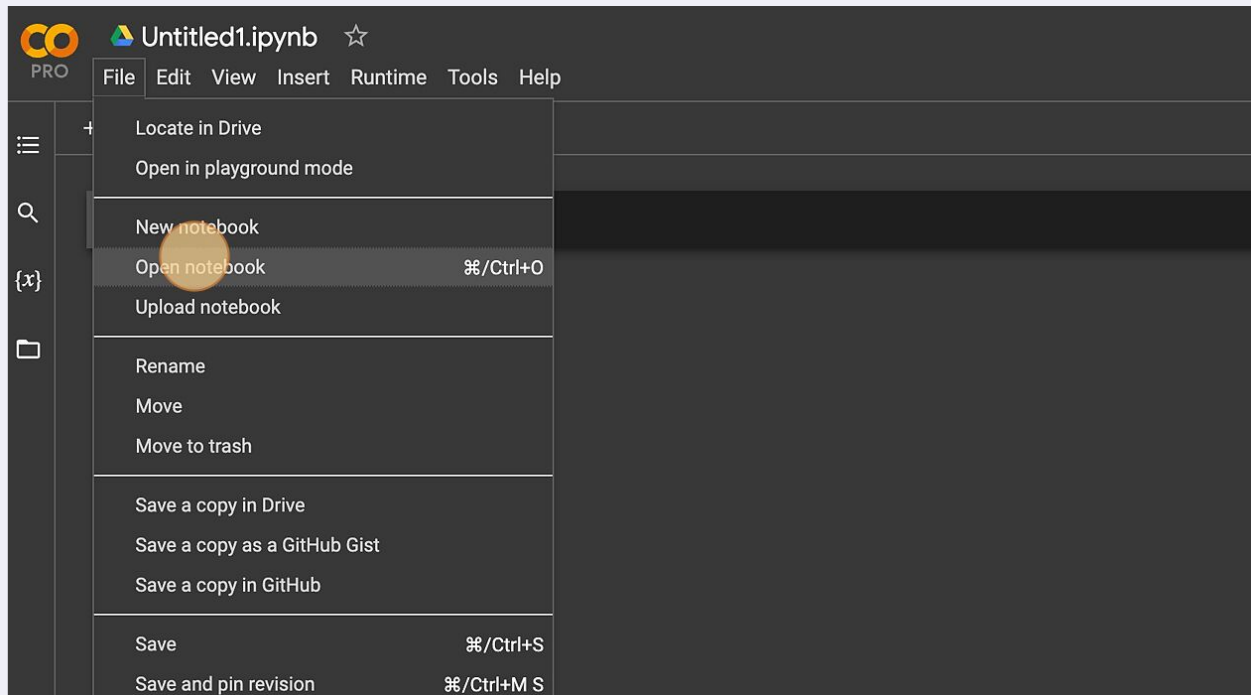 CO Untitled1.ipynb
PRO
File Edit View Insert Runtime Tools Help
+
Locate in Drive
Open in playground mode
New notebook
Open notebook ⌘/Ctrl+O
{x}
Upload notebook
Rename
Move
Move to trash
Save a copy in Drive
Save a copy as a GitHub Gist
Save a copy in GitHub
Save ⌘/Ctrl+S
Save and pin revision ⌘/Ctrl+M S